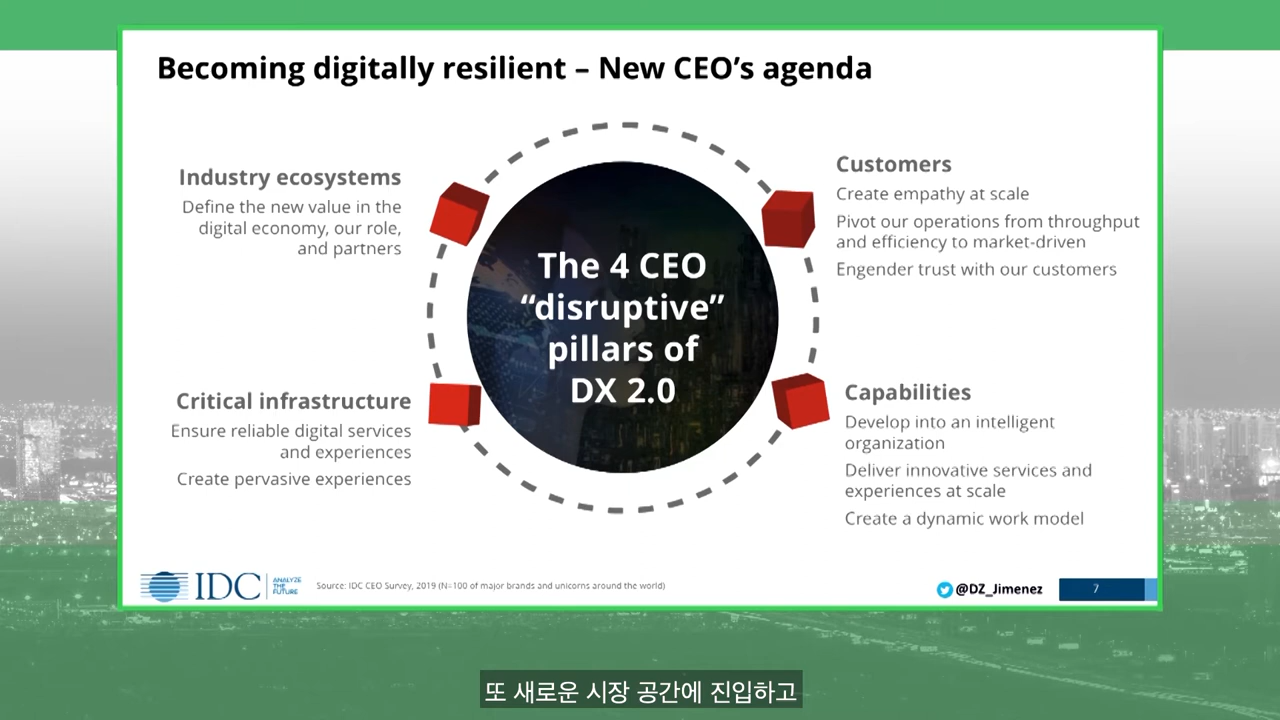 Becoming digitally resilient – New CEO’s agenda
Industry ecosystems
Define the new value in the
digital economy, our role,
and partners
Customers
Create empathy at scale
Pivot our operations from throughput
and efficiency to market-driven
Engender trust with our customers
The 4 CEO
“disruptive”
pillars of
DX 2.0
Critical infrastructure
Ensure reliable digital services
and experiences
Create pervasive experiences
Capabilities
Develop into an intelligent
organization
Deliver innovative services and
experiences at scale
Create a dynamic work model
IDC
ANALYZE
THE
FUTURE
Source: IDC CEO Survey, 2019 (N=100 of major brands and unicorns around the world)
@DZ_Jimenez
7
또 새로운 시장 공간에 진입하고